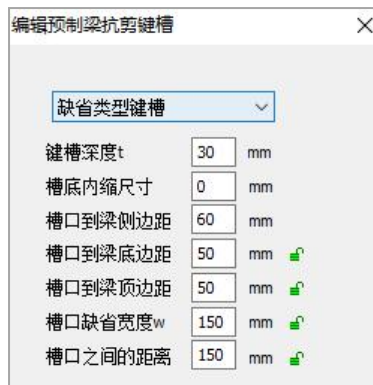 编辑预制梁抗剪键槽
缺省类型键槽
键槽深度t 30 mm
槽底内缩尺寸 0 mm
槽口到梁侧边距 60 mm
槽口到梁底边距 50 mm
槽口到梁顶边距 50 mm
槽口缺省宽度w 150 mm
槽口之间的距离 150 mm